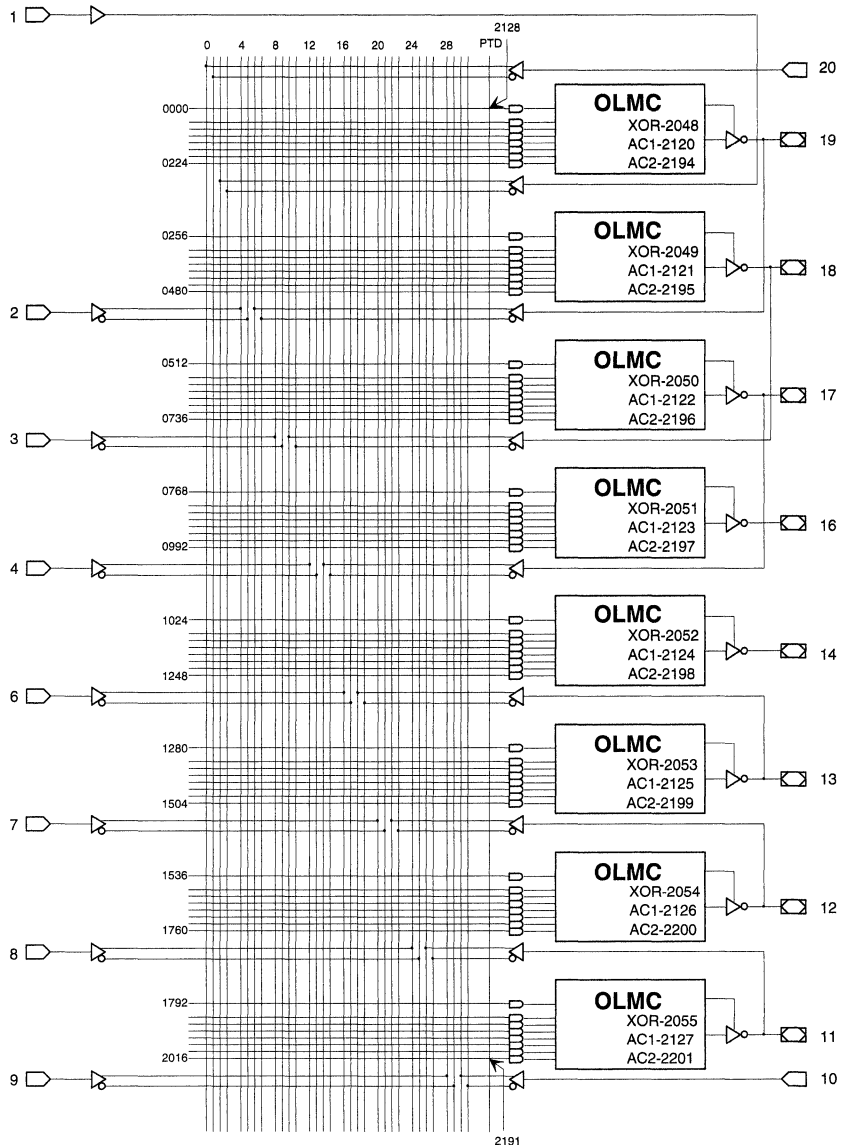 1
2128
0 4 8 12 16 20 24 28 PTD
20
0000
OLMC
XOR-2048
AC1-2120
19
0224
AC2-2194
0256
OLMC
XOR-2049
AC1-2121
18
0480
AC2-2195
2
0512
OLMC
XOR-2050
AC1-2122
17
0736
AC2-2196
3
0768
OLMC
XOR-2051
AC1-2123
16
0992
AC2-2197
4
1024
OLMC
XOR-2052
AC1-2124
14
1248
AC2-2198
6
1280
OLMC
XOR-2053
AC1-2125
13
1504
AC2-2199
7
1536
OLMC
XOR-2054
AC1-2126
12
1760
AC2-2200
8
1792
OLMC
XOR-2055
AC1-2127
11
2016
AC2-2201
9
10
2191